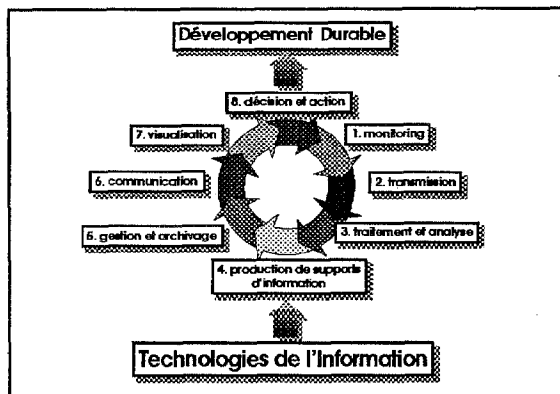 Développement Durable
8. décision et action
7. visualisation
1. monitoring
6. communication
2. transmission
5. gestion et archivage
3. traitement et analyse
4. production de supports
d'information
Technologies de l'Information